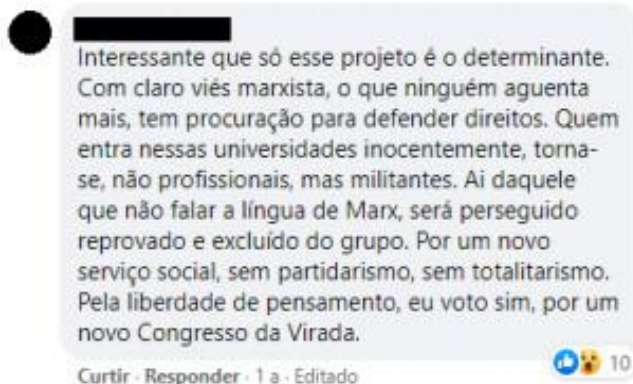 Interessante que só esse projeto é o determinante.
Com claro viés marxista, o que ninguém aguenta
mais, tem procuração para defender direitos. Quem
entra nessas universidades inocentemente, torna-
se, não profissionais, mas militantes. Ai daquele
que não falar a língua de Marx, será perseguido
reprovado e excluído do grupo. Por um novo
serviço social, sem partidarismo, sem totalitarismo.
Pela liberdade de pensamento, eu voto sim, por um
novo Congresso da Virada.
Curtir · Responder · 1 a · Editado
10